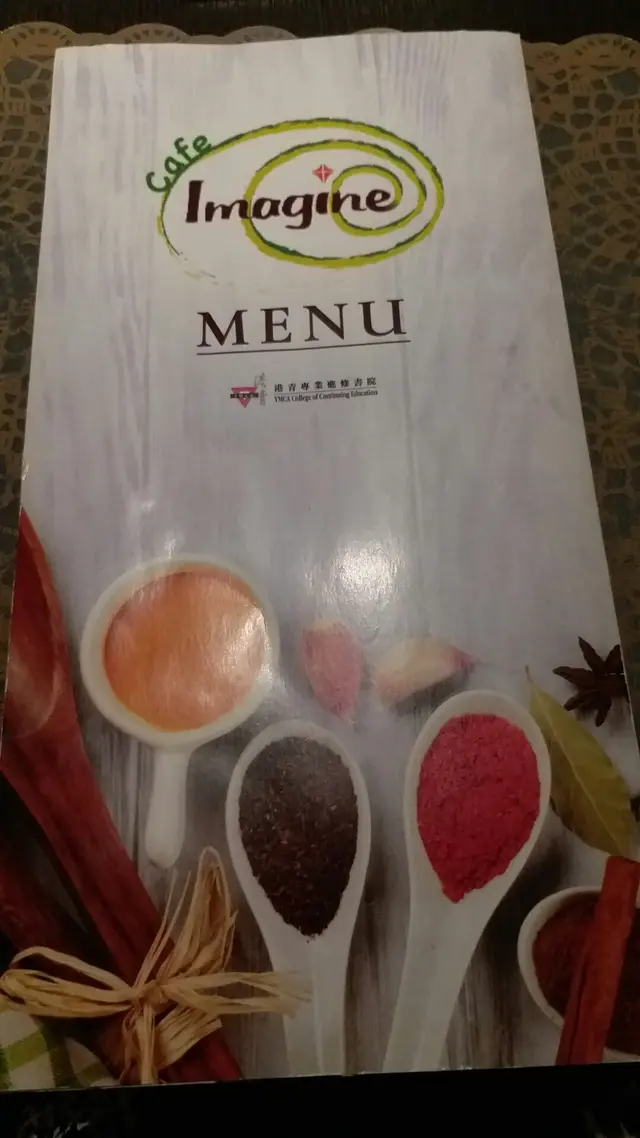 Cafe
Imagine
MENU
港青專業進修書院
YMCA College of Continuing Education